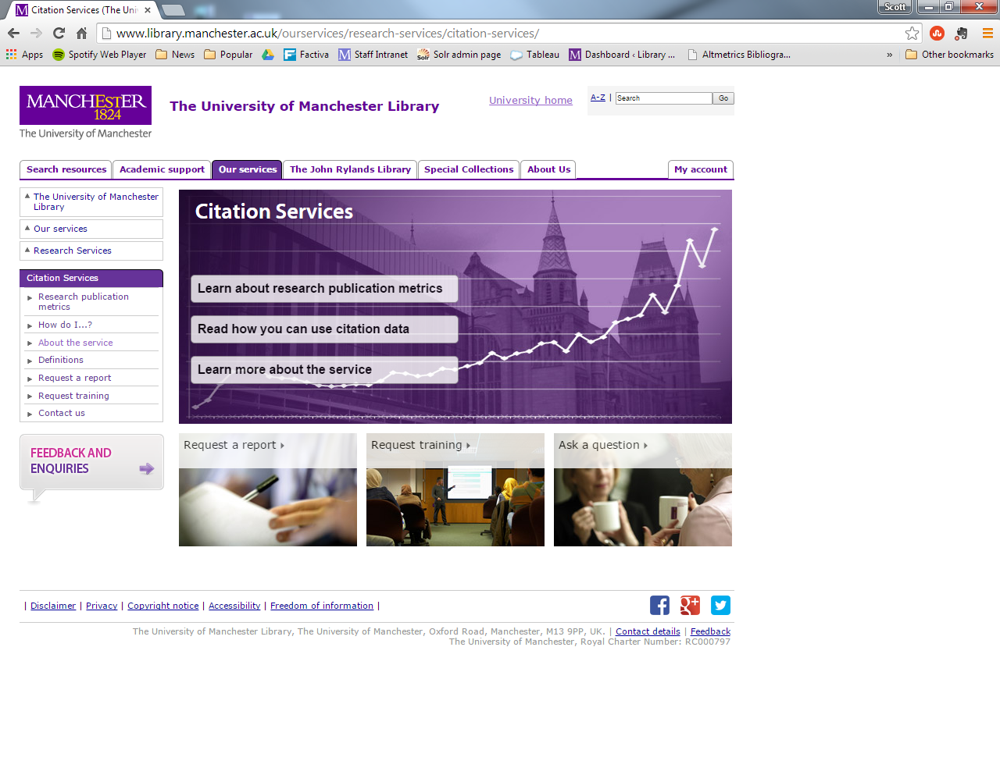 Citation Services (The Uni
Scott
www.library.manchester.ac.uk/ourservices/research-services/citation-services/
Apps Spotify Web Player News Popular Factiva Staff Intranet Solr Solr admin page Tableau Dashboard ‹ Library ... Altmetrics Bibliogra... » Other bookmarks
MANCHESTER
1824
The University of Manchester
The University of Manchester Library
University home
A-Z | Search Go
Search resources Academic support Our services The John Rylands Library Special Collections About Us My account
The University of Manchester
Library
Our services
Research Services
Citation Services
Research publication
metrics
How do I...?
About the service
Definitions
Request a report
Request training
Contact us
FEEDBACK AND
ENQUIRIES
Citation Services
Learn about research publication metrics
Read how you can use citation data
Learn more about the service
Request a report
Request training
Ask a question
| Disclaimer | Privacy | Copyright notice | Accessibility | Freedom of information |
The University of Manchester Library, The University of Manchester, Oxford Road, Manchester, M13 9PP, UK. | Contact details | Feedback
The University of Manchester, Royal Charter Number: RC000797